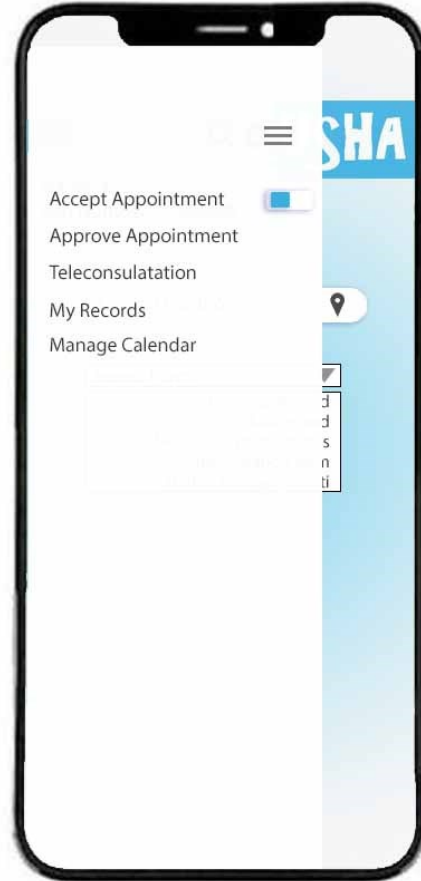 SHA
Accept Appointment
Approve Appointment
Teleconsulatation
My Records
Manage Calendar